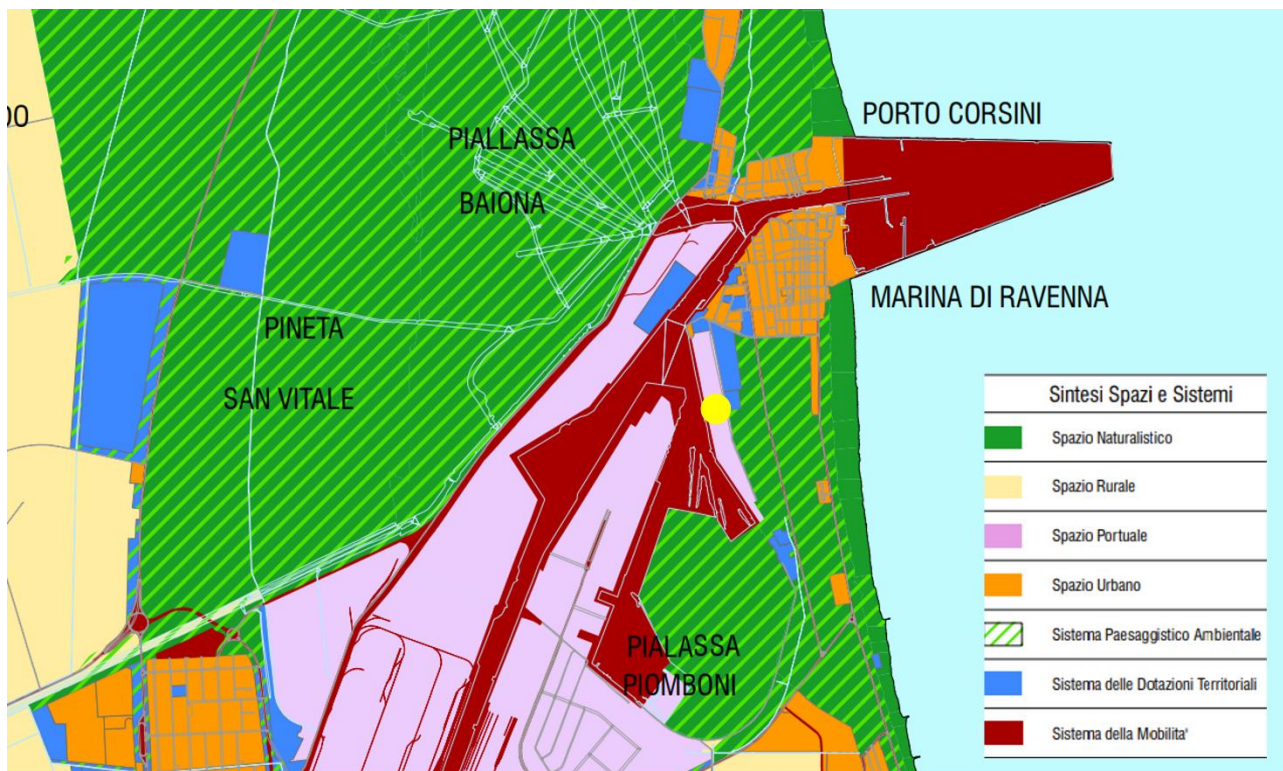 OO
PORTO CORSINI
PIALLASSA
BAIONA
MARINA DI RAVENNA
PINETA
SAN VITALE
PIALASSA
PIOMBONI
Sintesi Spazi e Sistemi
Spazio Naturalistico
Spazio Rurale
Spazio Portuale
Spazio Urbano
Sistema Paesaggistico Ambientale
Sistema delle Dotazioni Territoriali
Sistema della Mobilita'